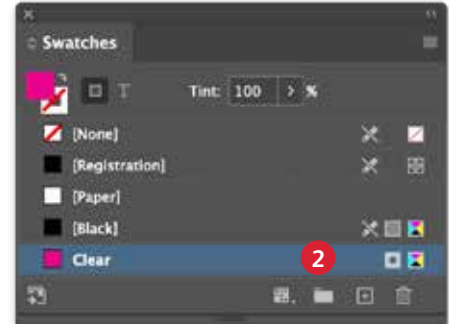 Swatches
T Tint: 100 > %
[None]
[Registration]
[Paper]
[Black]
Clear 2